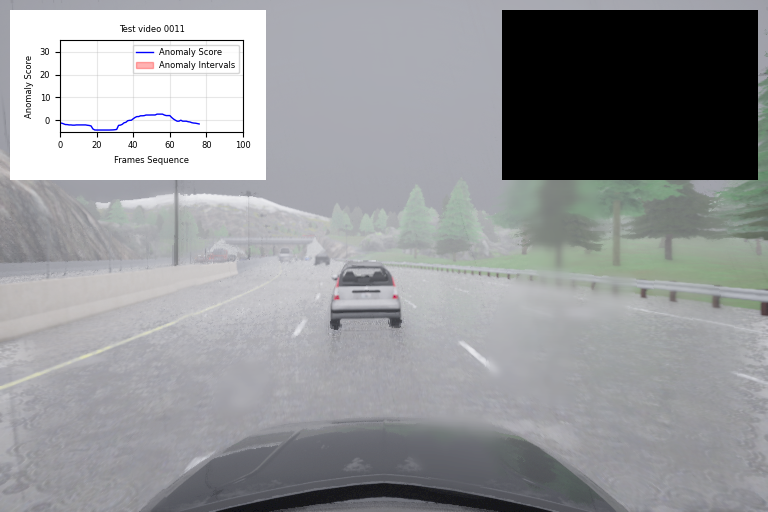 Test video 0011
Anomaly Score
Anomaly Intervals
Anomaly Score
30
20
10
0
0 20 40 60 80 100
Frames Sequence